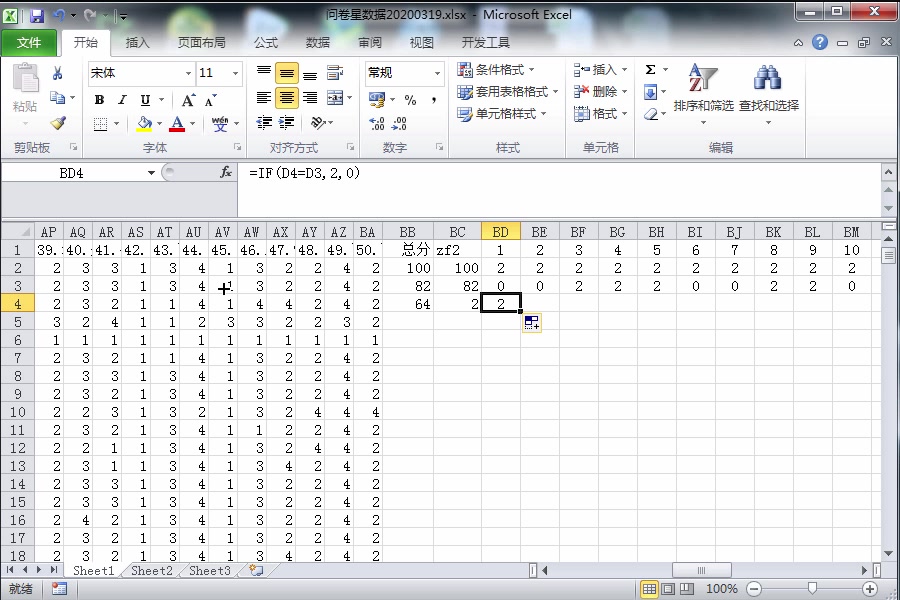 问卷星数据20200319.xlsx - Microsoft Excel
文件 开始 插入 页面布局 公式 数据 审阅 视图 开发工具
宋体 11 常规 条件格式 插入 Σ
粘贴 B I U A A % , 套用表格格式 删除 排序和筛选 查找和选择
A wén 文 .00 单元格样式 格式
剪贴板 字体 对齐方式 数字 样式 单元格 编辑
BD4 fx =IF(D4=D3,2,0)
AP AQ AR AS AT AU AV AW AX AY AZ BA BB BC BD BE BF BG BH BI BJ BK BL BM
1 39. 40. 41. 42. 43. 44. 45. 46. 47. 48. 49. 50. 总分 zf2 1 2 3 4 5 6 7 8 9 10
2 2 3 3 1 3 4 1 3 2 2 4 2 100 100 2 2 2 2 2 2 2 2 2 2
3 2 3 3 1 3 4 1 3 2 2 4 2 82 82 0 0 2 2 2 0 0 2 2 0
4 2 3 2 1 1 4 1 4 4 2 4 2 64 2 2
5 3 2 4 1 1 2 3 3 2 2 3 2
6 1 1 1 1 1 1 1 1 1 1 1 1
7 2 3 2 1 1 4 1 3 2 2 4 2
8 2 3 3 1 3 4 1 3 2 2 4 2
9 2 3 2 1 3 4 1 3 2 2 4 2
10 2 2 3 1 3 2 1 3 2 4 4 4
11 2 3 2 1 3 4 1 1 2 2 4 2
12 2 2 1 1 3 4 1 3 2 4 4 2
13 2 3 1 1 3 4 1 3 4 2 4 2
14 2 3 3 1 3 4 1 3 2 2 4 2
15 2 3 3 1 3 4 1 3 2 2 4 2
16 2 4 2 1 3 4 1 3 2 2 4 2
17 2 3 2 1 3 4 1 3 2 2 4 2
18 2 3 2 1 3 4 1 3 4 2 4 2
Sheet1 Sheet2 Sheet3
就绪 100%